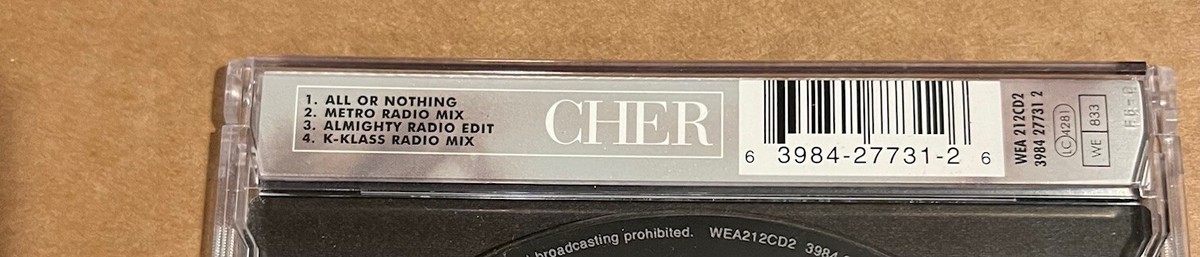 1. ALL OR NOTHING
2. METRO RADIO MIX
3. ALMIGHTY RADIO EDIT
4. K-KLASS RADIO MIX
CHER
6 3984-27731-2 6
WEA 212CD2
3984 27731 2
LC 4281
WE 833
broadcasting prohibited. WEA212CD2 3984